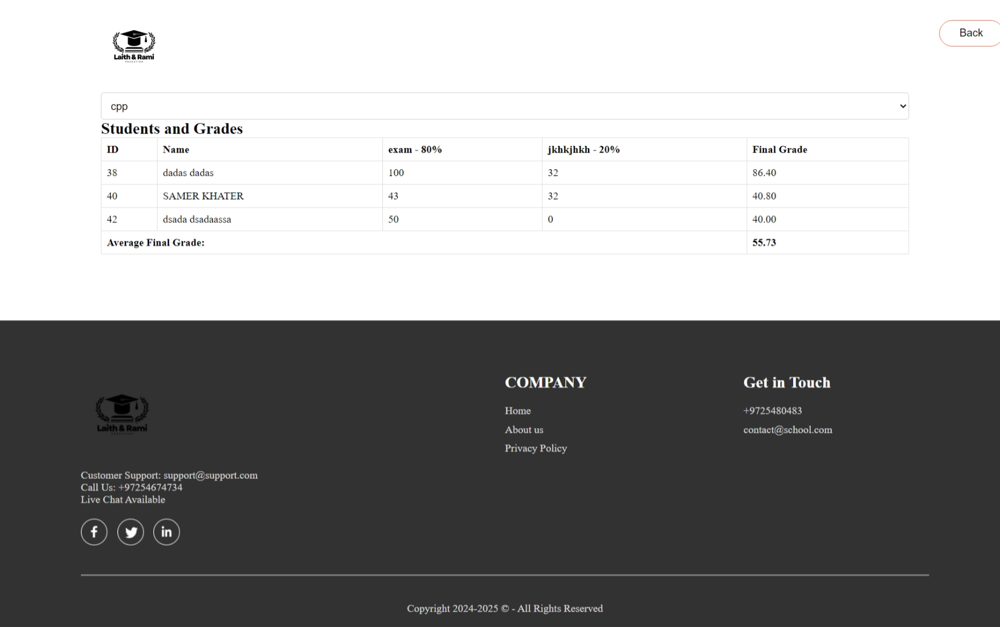 Laith & Rami
EDUCATION
Back
cpp
Students and Grades
ID Name exam - 80% jkhkjhkh - 20% Final Grade
38 dadas dadas 100 32 86.40
40 SAMER KHATER 43 32 40.80
42 dsada dsadaassa 50 0 40.00
Average Final Grade: 55.73
Laith & Rami
EDUCATION
Customer Support: support@support.com
Call Us: +97254674734
Live Chat Available
f
in
COMPANY
Home
About us
Privacy Policy
Get in Touch
+9725480483
contact@school.com
Copyright 2024-2025 © - All Rights Reserved